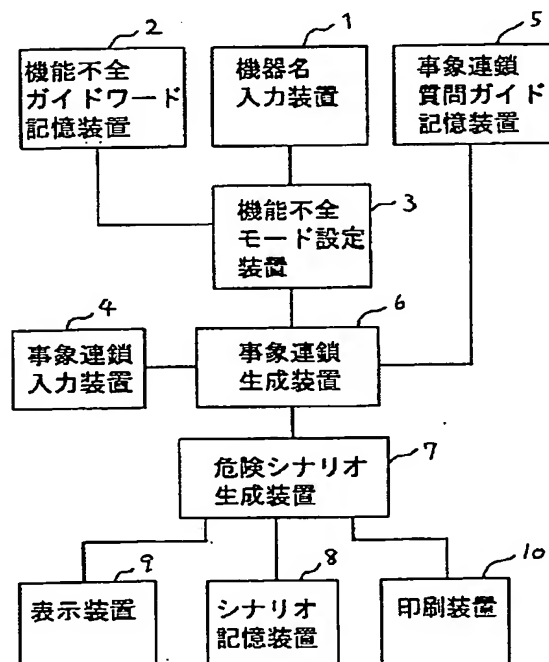 2
1
5
機能不全
ガイドワード
記憶装置
機器名
入力装置
事象連鎖
質問ガイド
記憶装置
3
機能不全
モード設定
装置
4
6
事象連鎖
入力装置
事象連鎖
生成装置
7
危険シナリオ
生成装置
9
8
10
表示装置
シナリオ
記憶装置
印刷装置